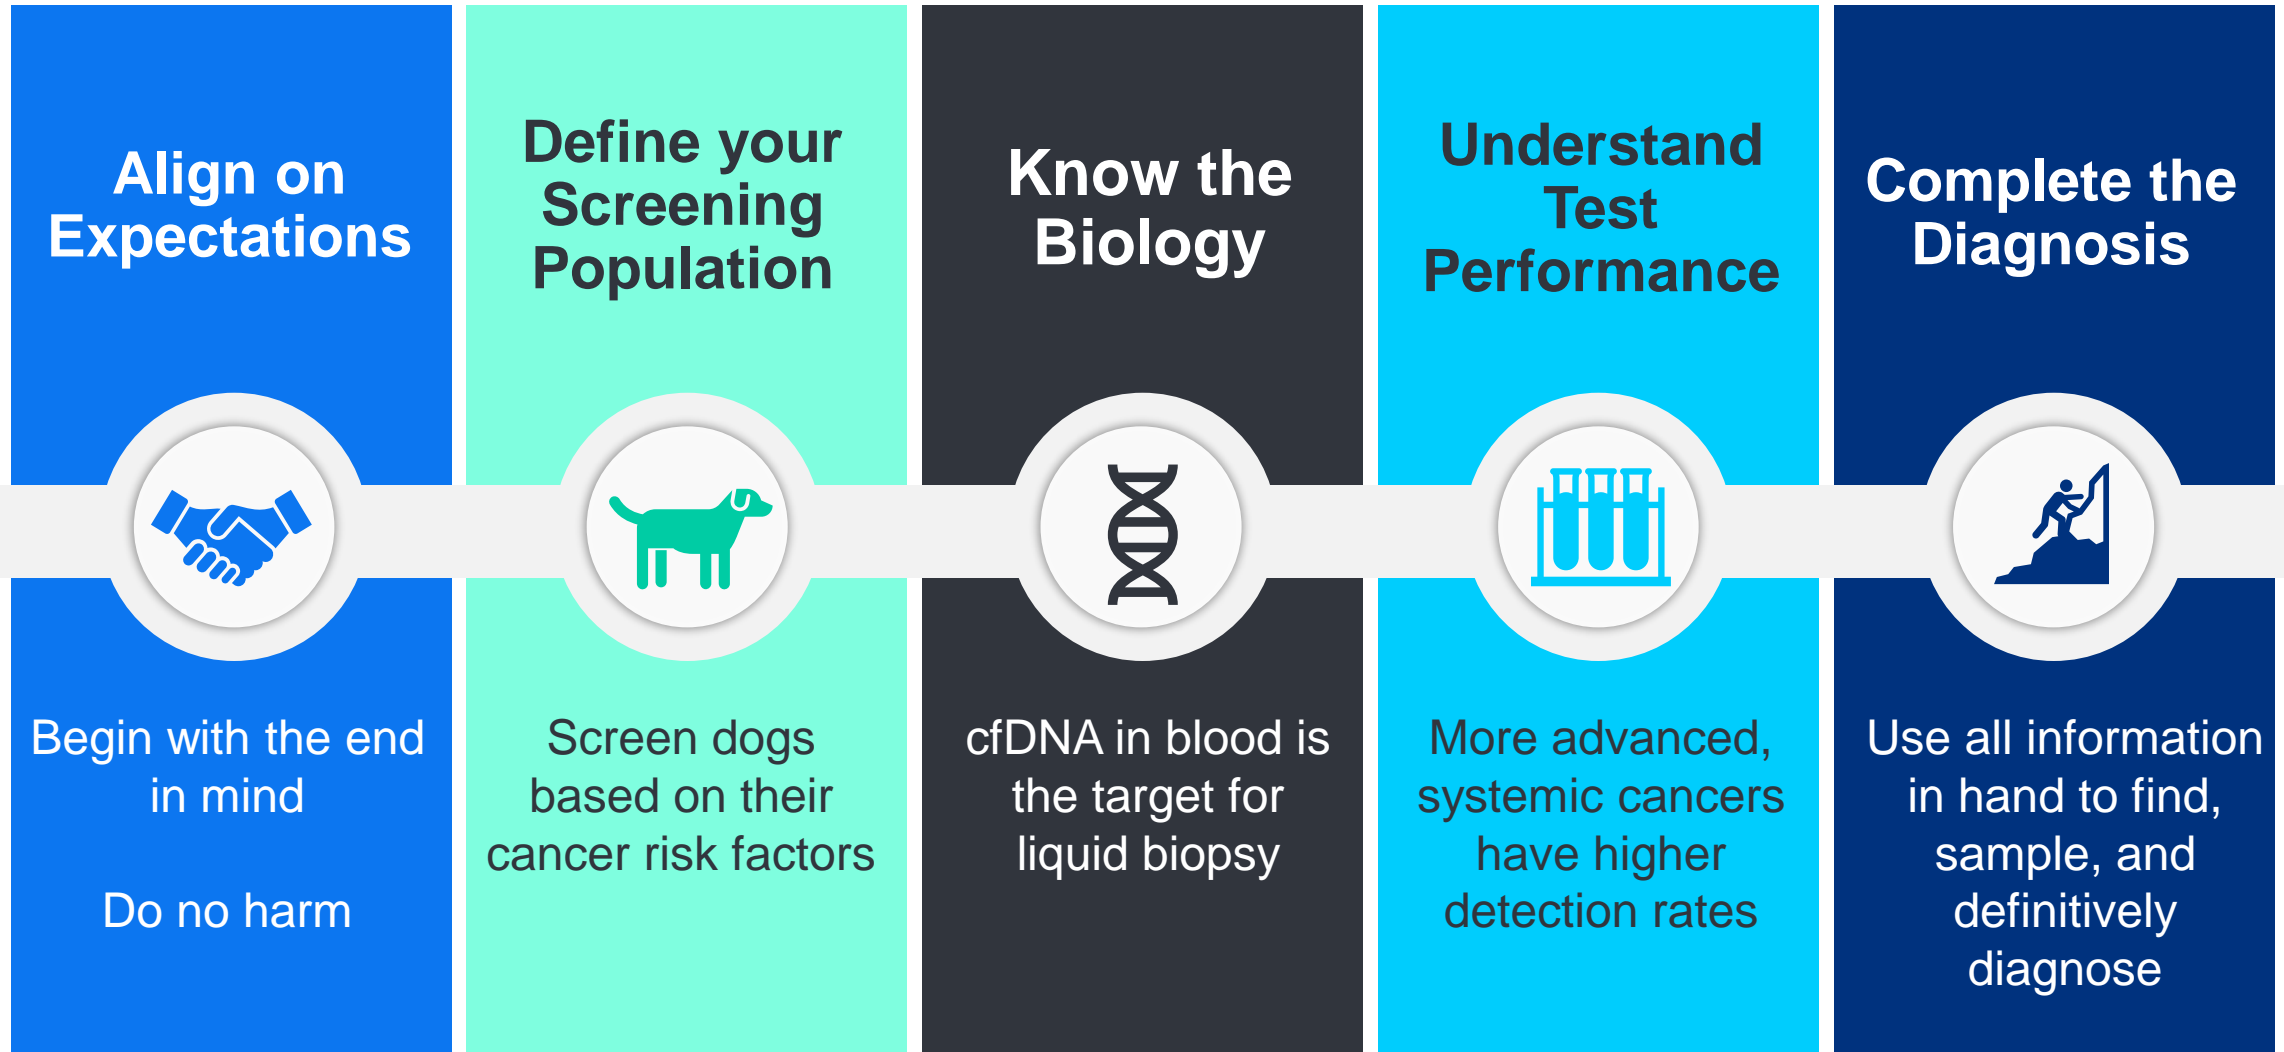 Align on
Expectations
Begin with the end
in mind
Do no harm
Define your
Screening
Population
Screen dogs
based on their
cancer risk factors
Know the
Biology
cfDNA in blood is
the target for
liquid biopsy
Understand
Test
Performance
More advanced,
systemic cancers
have higher
detection rates
Complete the
Diagnosis
Use all information
in hand to find,
sample, and
definitively
diagnose